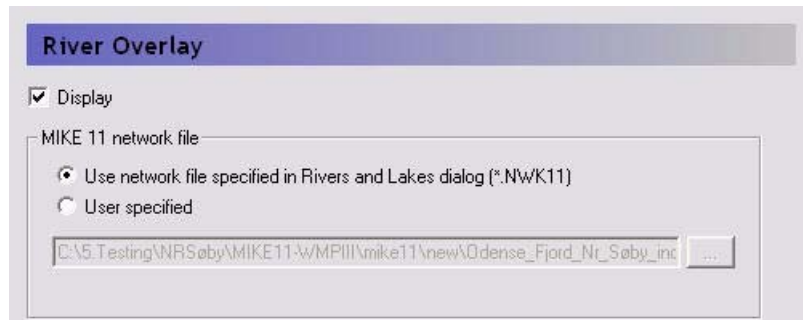 River Overlay
Display
MIKE 11 network file
Use network file specified in Rivers and Lakes dialog (*.NWK11)
User specified
C:\5.Testing\NRSøby\MIKE11-WMPIII\mike11\new\Odense_Fjord_Nr_Søby_inc
...